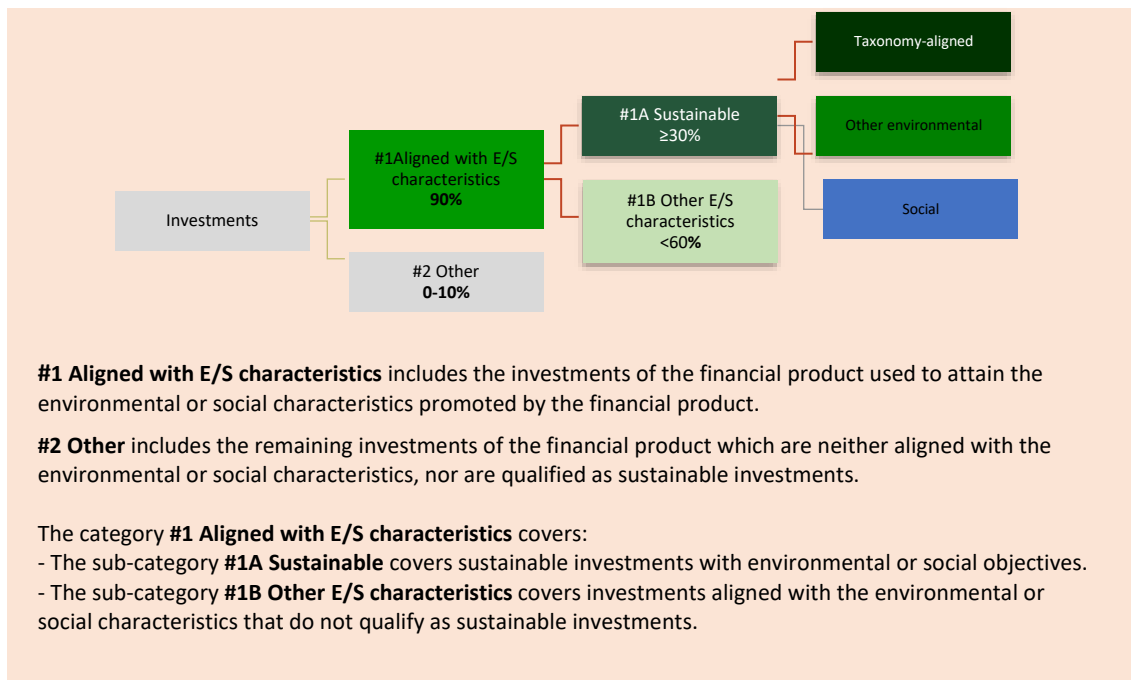 Taxonomy-aligned
#1A Sustainable
≥30%
Other environmental
#1Aligned with E/S
characteristics
90%
Investments
#1B Other E/S
characteristics
<60%
Social
#2 Other
0-10%
#1 Aligned with E/S characteristics includes the investments of the financial product used to attain the
environmental or social characteristics promoted by the financial product.
#2 Other includes the remaining investments of the financial product which are neither aligned with the
environmental or social characteristics, nor are qualified as sustainable investments.
The category #1 Aligned with E/S characteristics covers:
- The sub-category #1A Sustainable covers sustainable investments with environmental or social objectives.
- The sub-category #1B Other E/S characteristics covers investments aligned with the environmental or
social characteristics that do not qualify as sustainable investments.